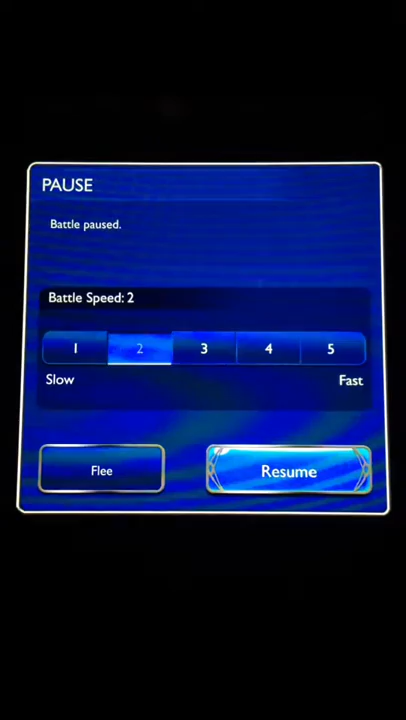 PAUSE
Battle paused.
Battle Speed: 2
1 2 3 4 5
Slow Fast
Flee Resume